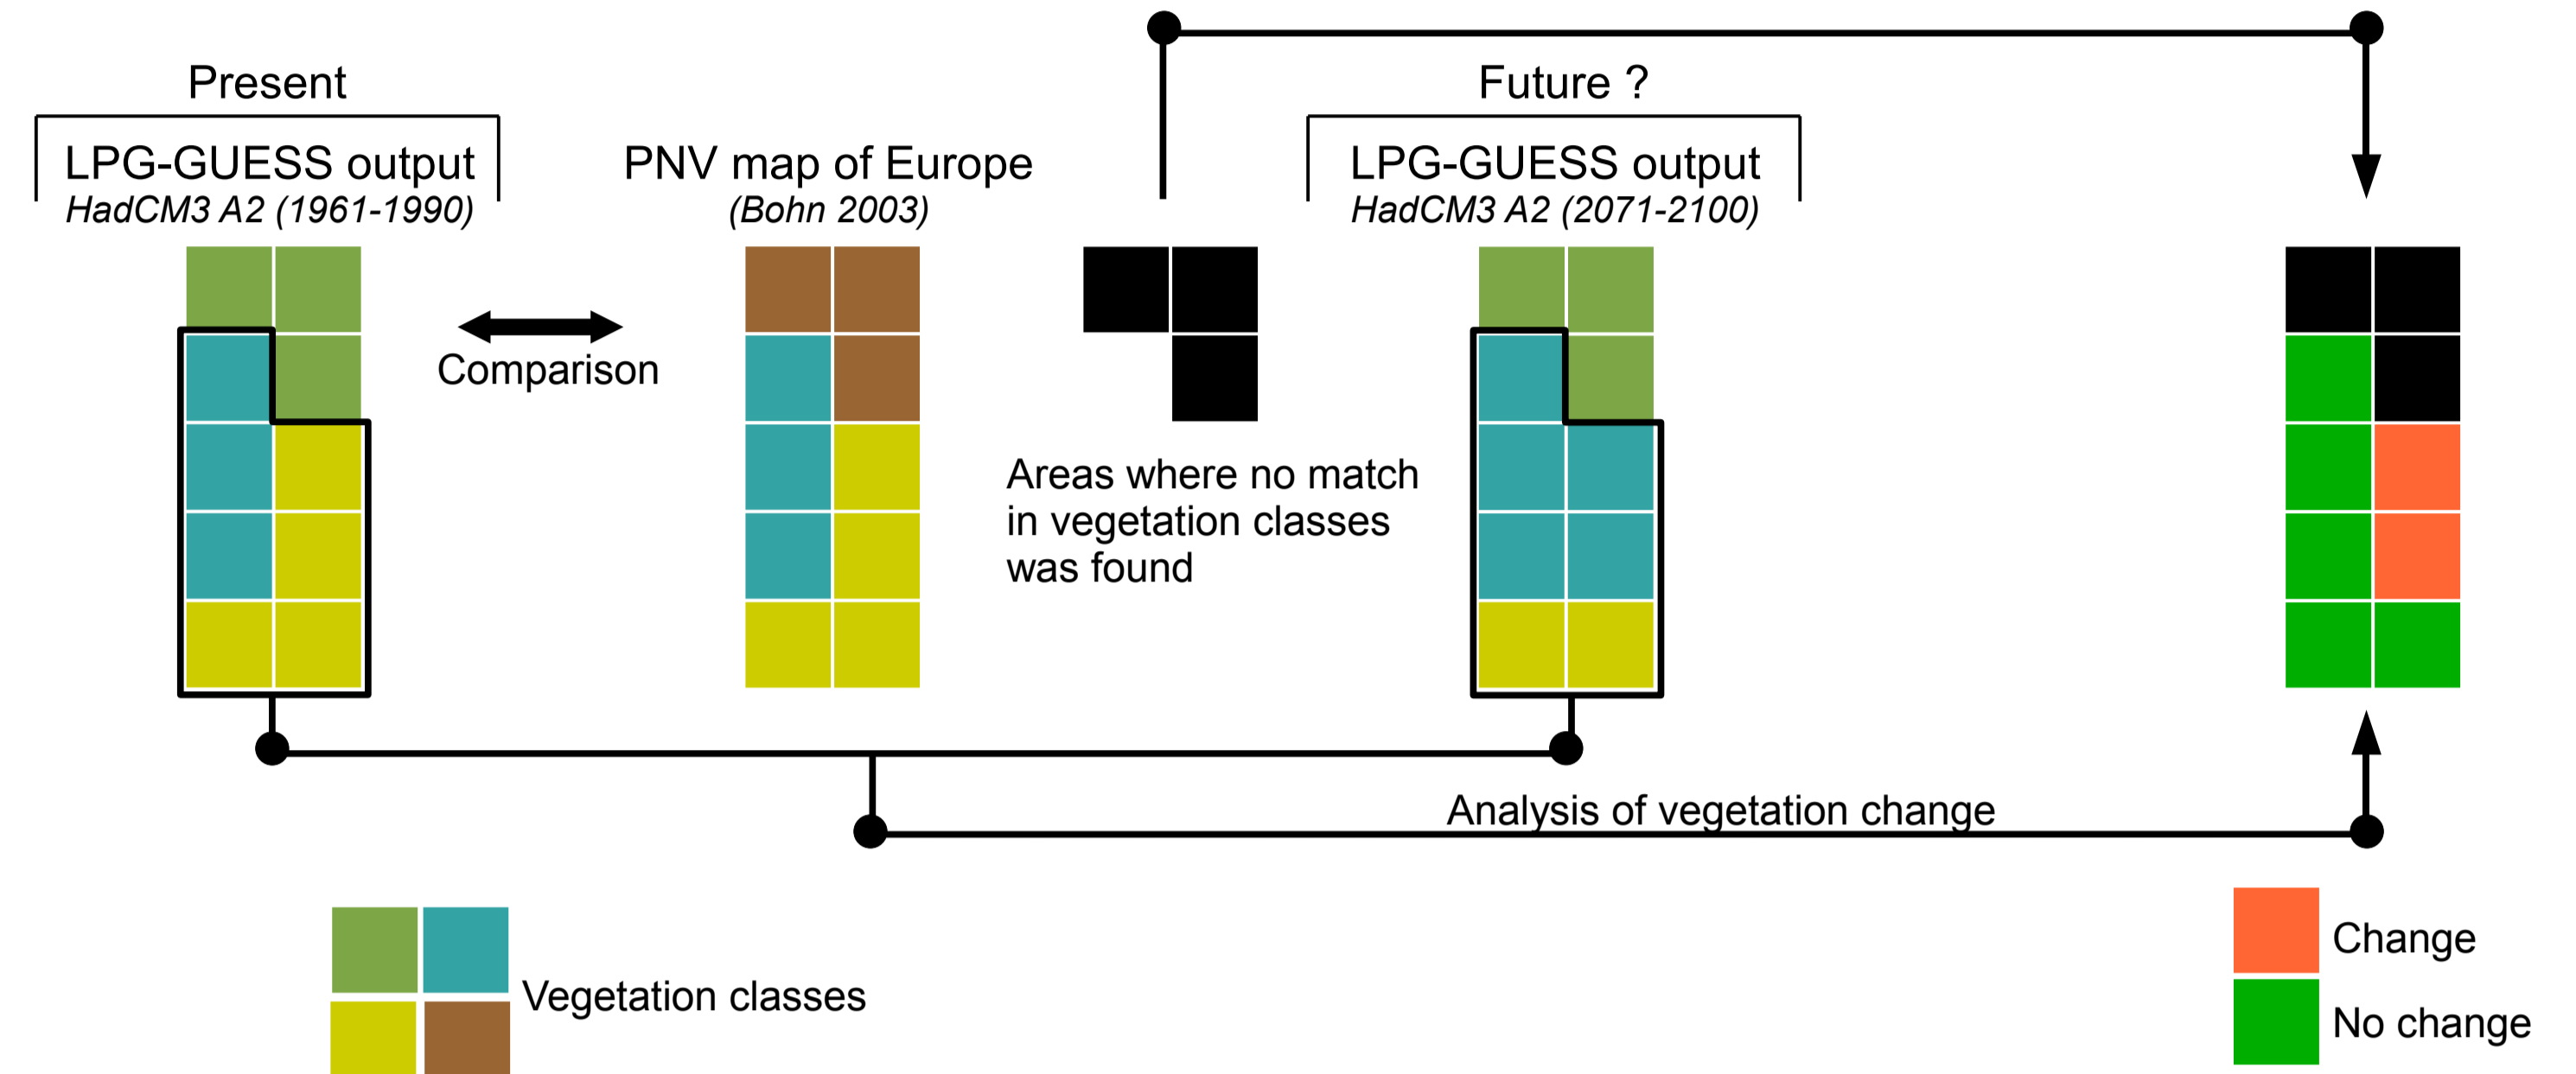 Present
LPG-GUESS output
HadCM3 A2 (1961-1990)
Comparison
PNV map of Europe
(Bohn 2003)
Areas where no match
in vegetation classes
was found
Future ?
LPG-GUESS output
HadCM3 A2 (2071-2100)
Analysis of vegetation change
Vegetation classes
Change
No change